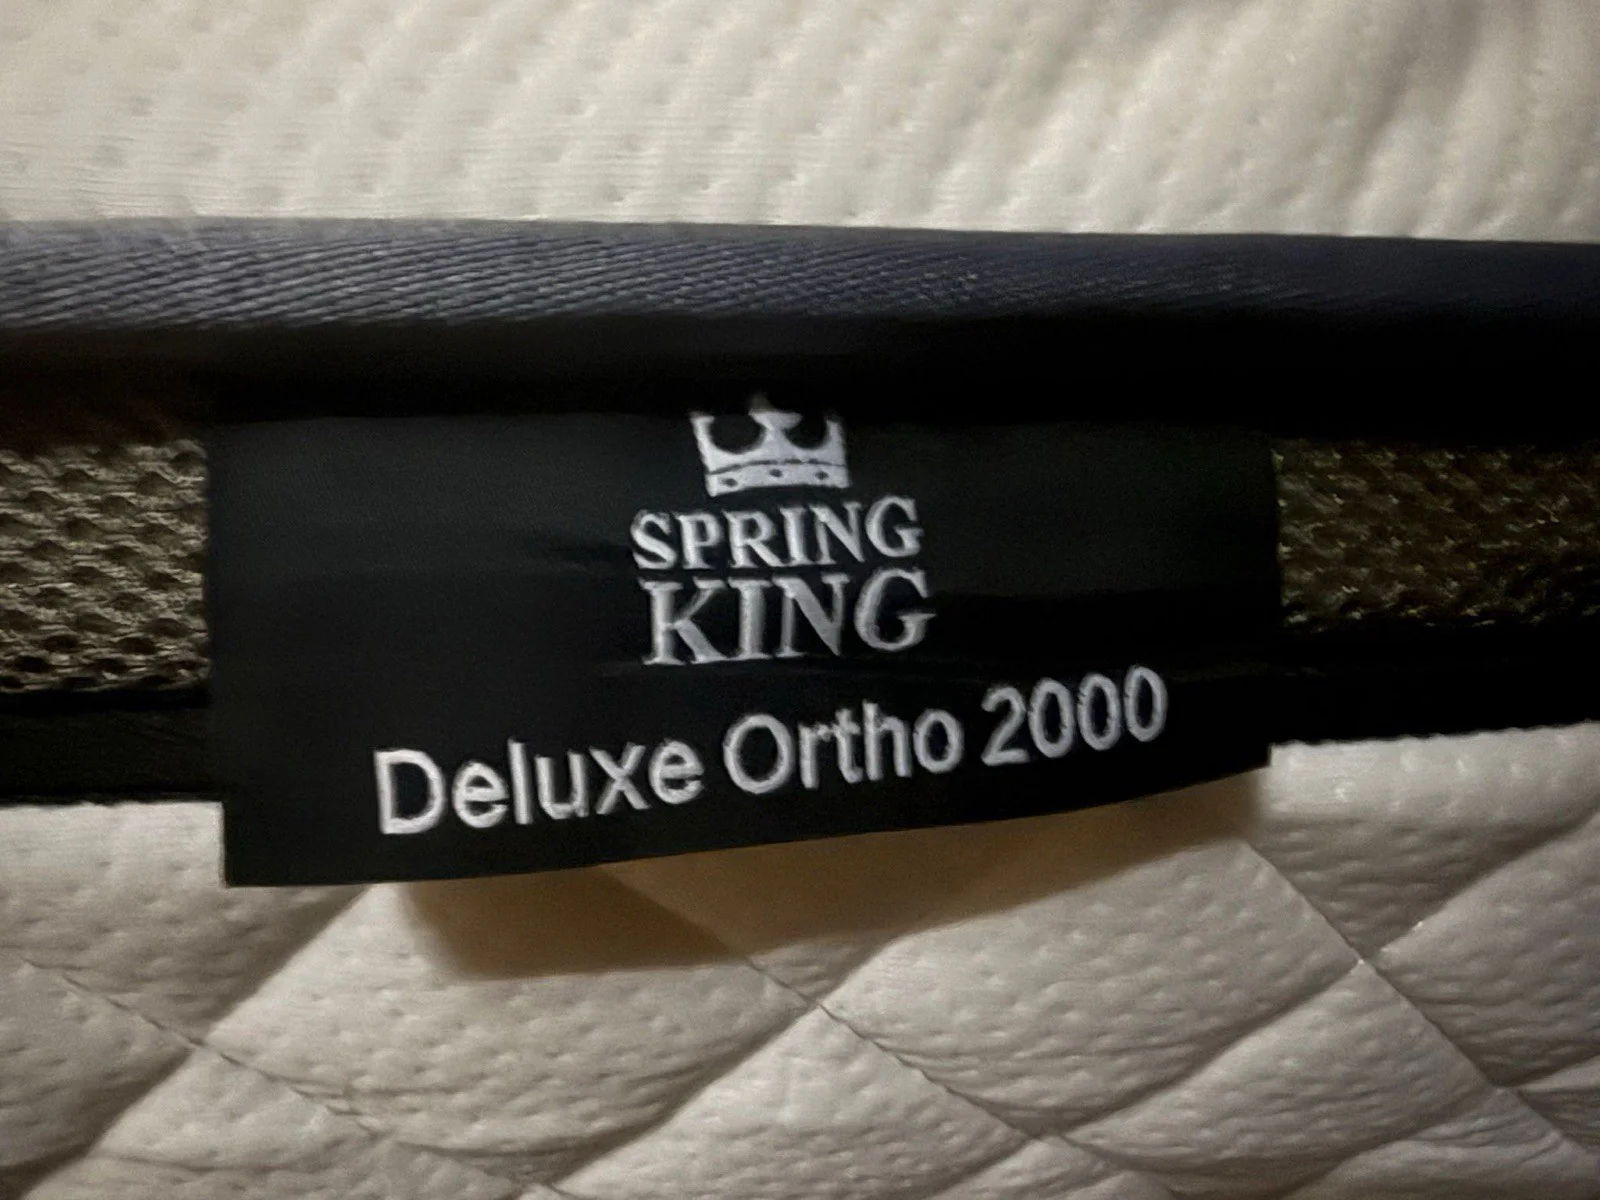 SPRING
KING
Deluxe Ortho 2000